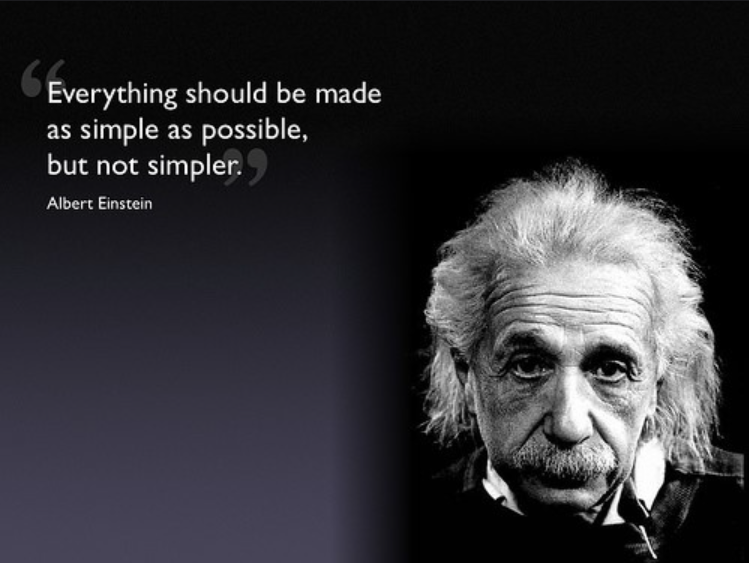 “Everything should be made
as simple as possible,
but not simpler.”
Albert Einstein